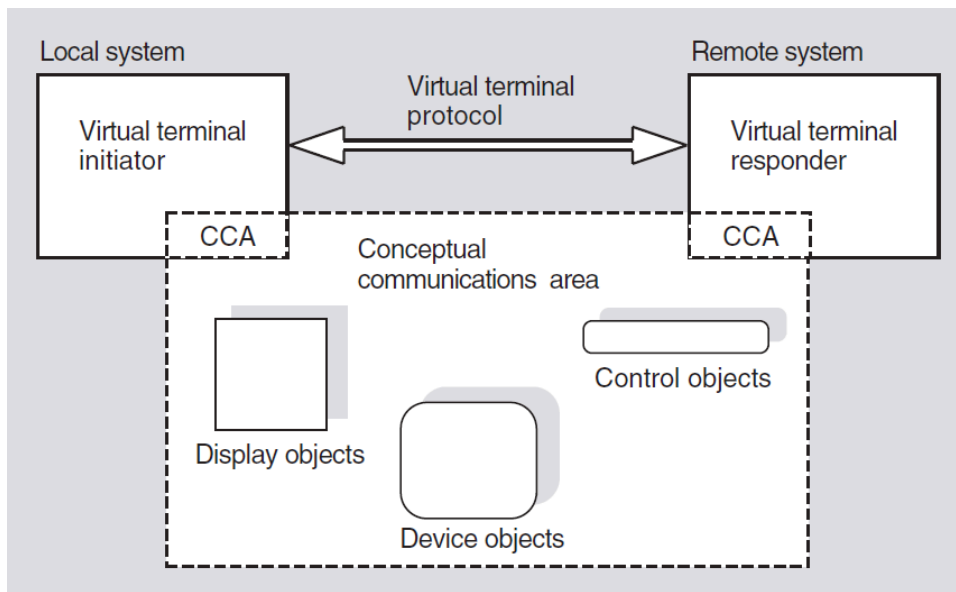 Local system
Remote system
Virtual terminal
protocol
Virtual terminal
initiator
Virtual terminal
responder
CCA
CCA
Conceptual
communications area
Control objects
Display objects
Device objects